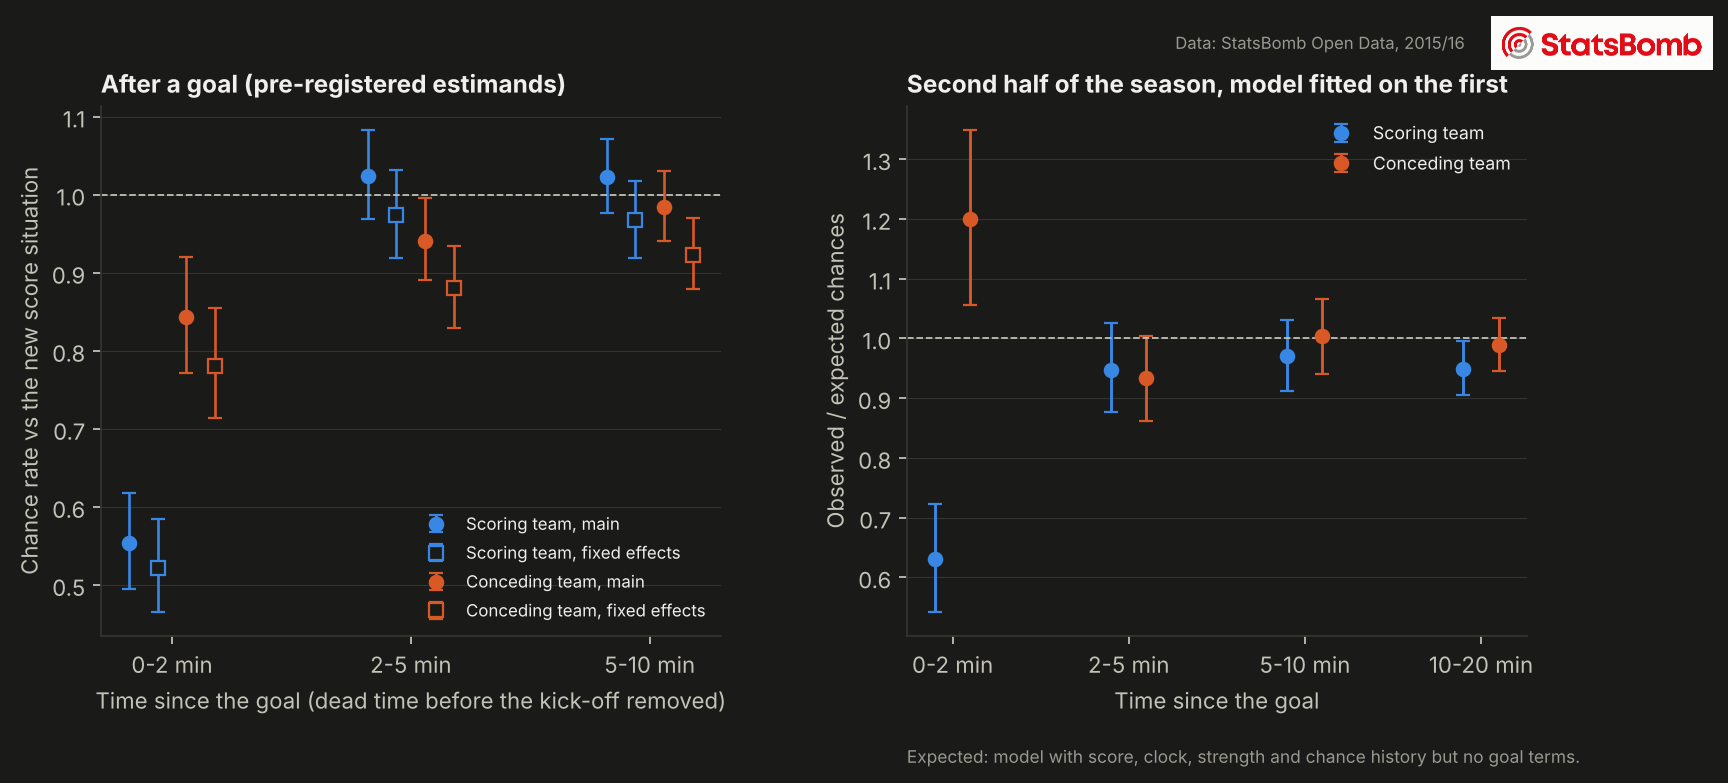 Data: StatsBomb Open Data, 2015/16
StatsBomb
After a goal (pre-registered estimands)
Chance rate vs the new score situation
1.1
1.0
0.9
0.8
0.7
0.6
0.5
Scoring team, main
Scoring team, fixed effects
Conceding team, main
Conceding team, fixed effects
0-2 min
2-5 min
5-10 min
Time since the goal (dead time before the kick-off removed)
Second half of the season, model fitted on the first
Observed / expected chances
1.3
1.2
1.1
1.0
0.9
0.8
0.7
0.6
Scoring team
Conceding team
0-2 min
2-5 min
5-10 min
10-20 min
Time since the goal
Expected: model with score, clock, strength and chance history but no goal terms.